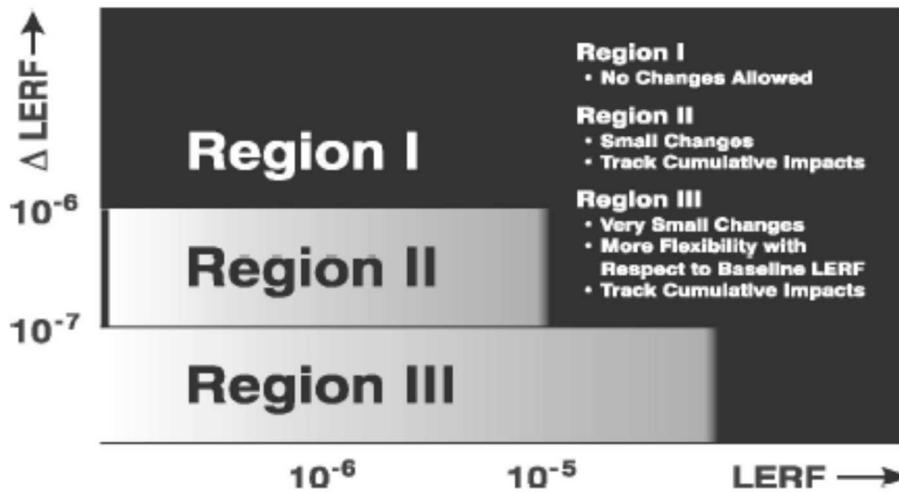 Δ LERF →
Region I
• No Changes Allowed
Region II
• Small Changes
• Track Cumulative Impacts
Region III
• Very Small Changes
• More Flexibility with
Respect to Baseline LERF
• Track Cumulative Impacts
Region I
10⁻⁶
Region II
10⁻⁷
Region III
10⁻⁶ 10⁻⁵ LERF →